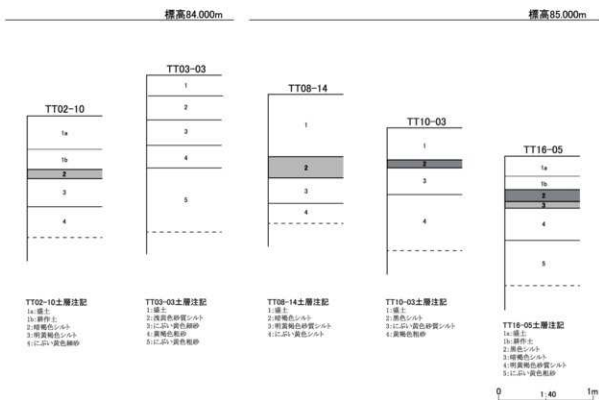 標高84.000m
標高85.000m
TT02-10
1a
1b
2
3
4
TT03-03
1
2
3
4
5
TT08-14
1
2
3
4
TT10-03
1
2
3
4
TT16-05
1a
1b
2
3
4
5
TT02-10土層注記
1a:盛土
1b:耕作土
2:暗褐色シルト
3:明黄褐色シルト
4:にぶい黄色細砂
TT03-03土層注記
1:盛土
2:浅黄色砂質シルト
3:にぶい黄色細砂
4:黄褐色粗砂
5:にぶい黄色粗砂
TT08-14土層注記
1:盛土
2:暗褐色シルト
3:明黄褐色砂質シルト
4:にぶい黄色細砂
TT10-03土層注記
1:盛土
2:黒色シルト
3:にぶい黄色砂質シルト
4:黄褐色粗砂
TT16-05土層注記
1a:盛土
1b:耕作土
2:黒色シルト
3:暗褐色シルト
4:明黄褐色砂質シルト
5:にぶい黄色粗砂
0 1:40 1m